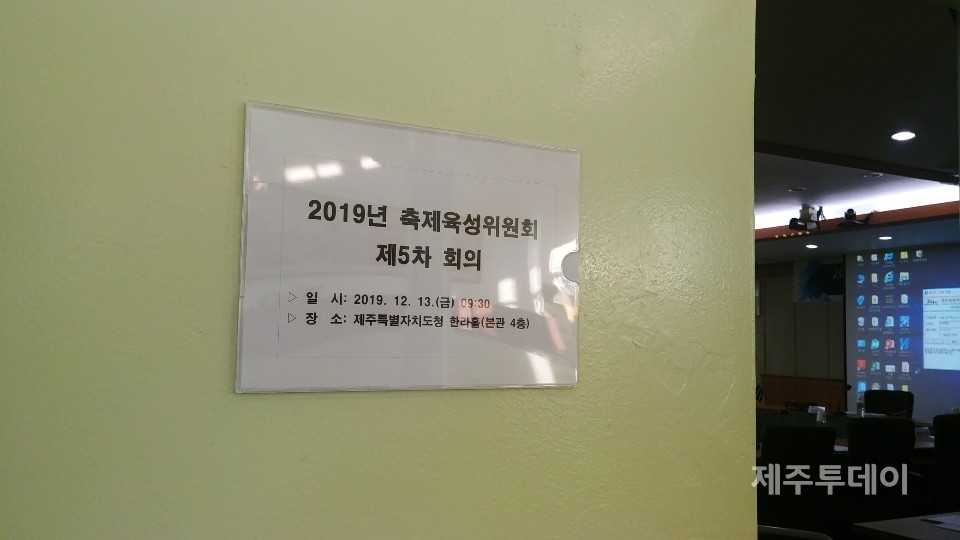 2019년 축제육성위원회
제5차 회의
▷ 일 시: 2019. 12. 13.(금) 09:30
▷ 장 소: 제주특별자치도청 한라홀(본관 4층)
제주투데이